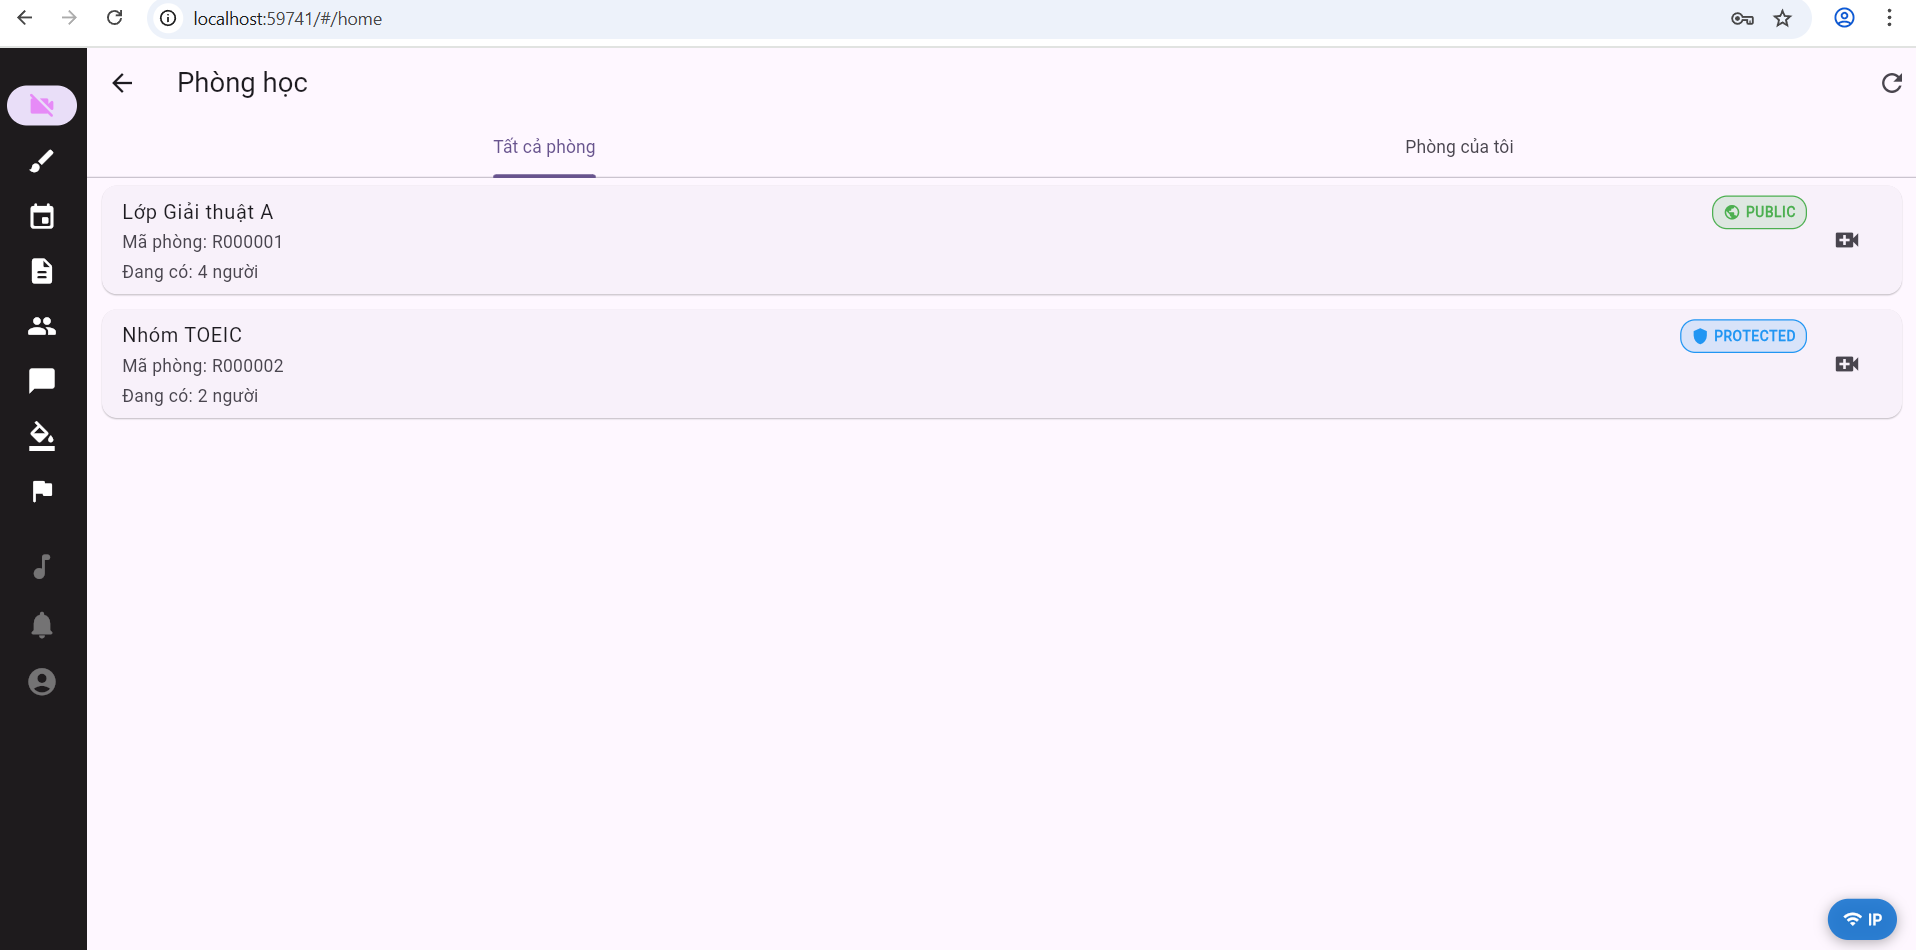 localhost:59741/#/home
Phòng học
Tất cả phòng
Phòng của tôi
Lớp Giải thuật A
PUBLIC
Mã phòng: R000001
Đang có: 4 người
Nhóm TOEIC
PROTECTED
Mã phòng: R000002
Đang có: 2 người
IP